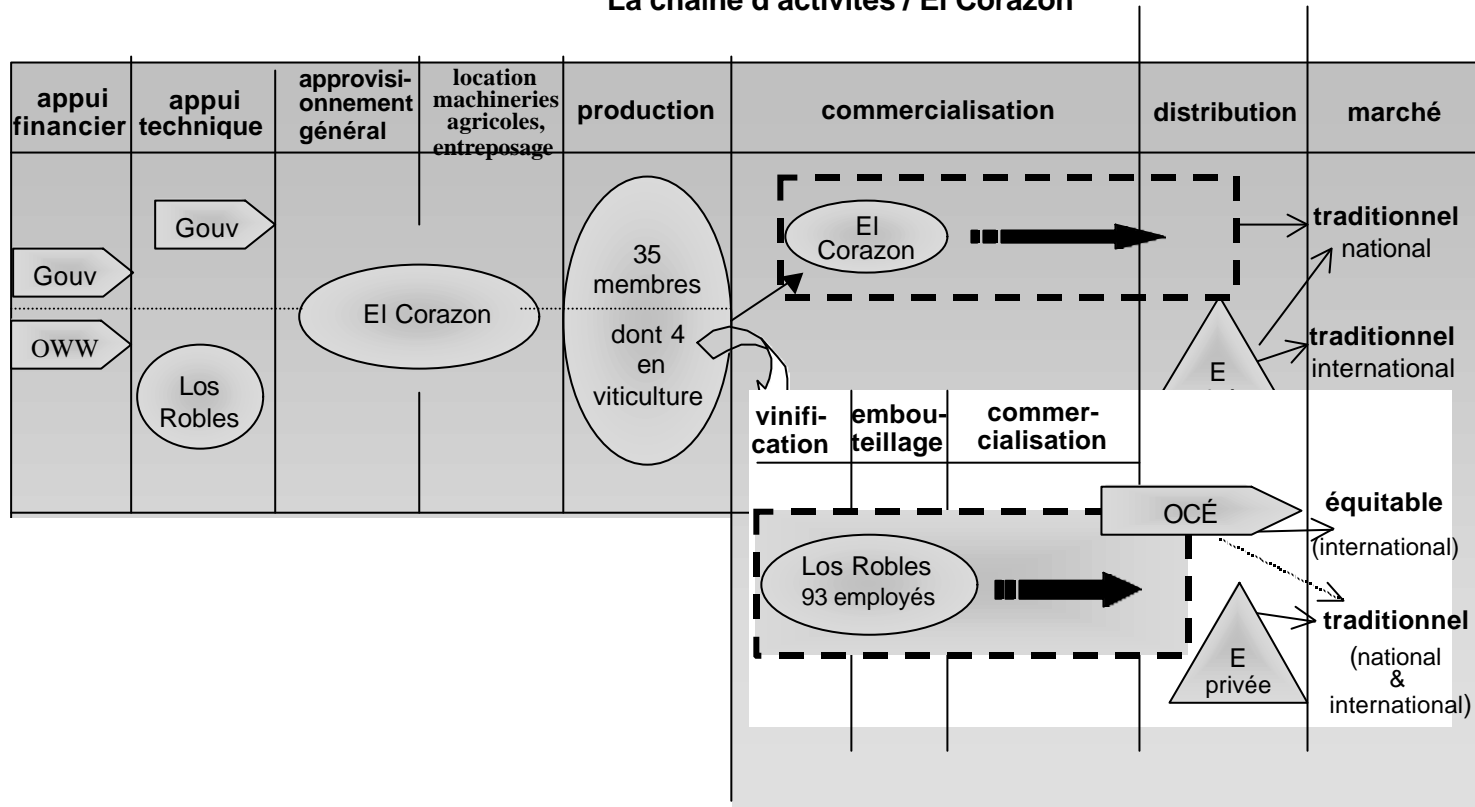 La chaîne d'activités / El Corazon
appui
financier
appui
technique
approvisi-
onnement
général
location
machineries
agricoles,
entreposage
production
commercialisation
distribution
marché
Gouv
Gouv
OWW
Los
Robles
El Corazon
35
membres
dont 4
en
viticulture
El
Corazon
E
traditionnel
national
traditionnel
international
vinifi-
cation
embou-
teillage
commer-
cialisation
Los Robles
93 employés
OCÉ
E
privée
équitable
(international)
traditionnel
(national
&
international)